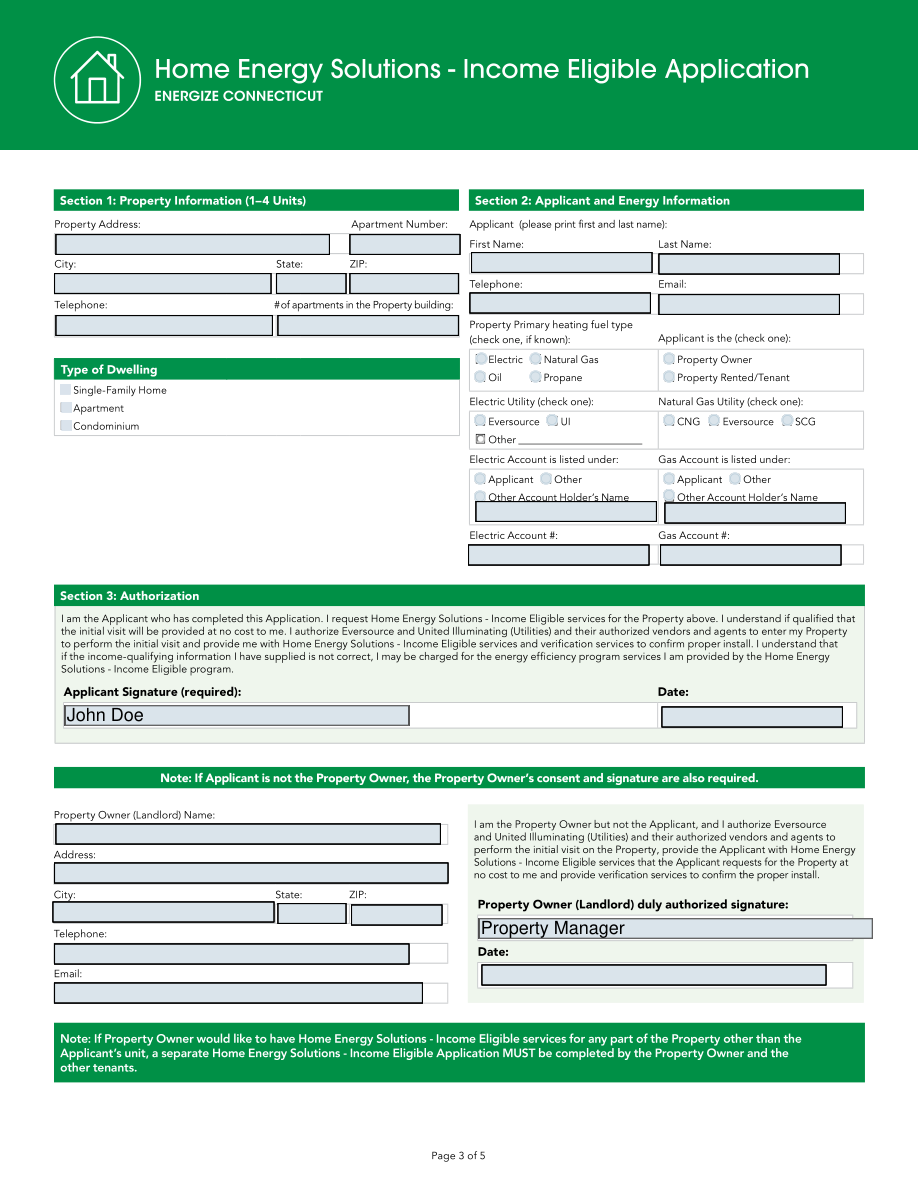 Home Energy Solutions - Income Eligible Application
ENERGIZE CONNECTICUT
Section 1: Property Information (1–4 Units)
Property Address:
Apartment Number:
City:
State:
ZIP:
Telephone:
# of apartments in the Property building:
Type of Dwelling
Single-Family Home
Apartment
Condominium
Section 2: Applicant and Energy Information
Applicant (please print first and last name):
First Name:
Last Name:
Telephone:
Email:
Property Primary heating fuel type
(check one, if known):
Applicant is the (check one):
Electric Natural Gas
Property Owner
Oil Propane
Property Rented/Tenant
Electric Utility (check one):
Natural Gas Utility (check one):
Eversource UI
CNG Eversource SCG
Other ______________________
Electric Account is listed under:
Gas Account is listed under:
Applicant Other
Applicant Other
Other Account Holder's Name
Other Account Holder's Name
Electric Account #:
Gas Account #:
Section 3: Authorization
I am the Applicant who has completed this Application. I request Home Energy Solutions - Income Eligible services for the Property above. I understand if qualified that
the initial visit will be provided at no cost to me. I authorize Eversource and United Illuminating (Utilities) and their authorized vendors and agents to enter my Property
to perform the initial visit and provide me with Home Energy Solutions - Income Eligible services and verification services to confirm proper install. I understand that
if the income-qualifying information I have supplied is not correct, I may be charged for the energy efficiency program services I am provided by the Home Energy
Solutions - Income Eligible program.
Applicant Signature (required):
Date:
John Doe
Note: If Applicant is not the Property Owner, the Property Owner's consent and signature are also required.
Property Owner (Landlord) Name:
Address:
City:
State:
ZIP:
Telephone:
Email:
I am the Property Owner but not the Applicant, and I authorize Eversource
and United Illuminating (Utilities) and their authorized vendors and agents to
perform the initial visit on the Property, provide the Applicant with Home Energy
Solutions - Income Eligible services that the Applicant requests for the Property at
no cost to me and provide verification services to confirm the proper install.
Property Owner (Landlord) duly authorized signature:
Property Manager
Date:
Note: If Property Owner would like to have Home Energy Solutions - Income Eligible services for any part of the Property other than the
Applicant's unit, a separate Home Energy Solutions - Income Eligible Application MUST be completed by the Property Owner and the
other tenants.
Page 3 of 5